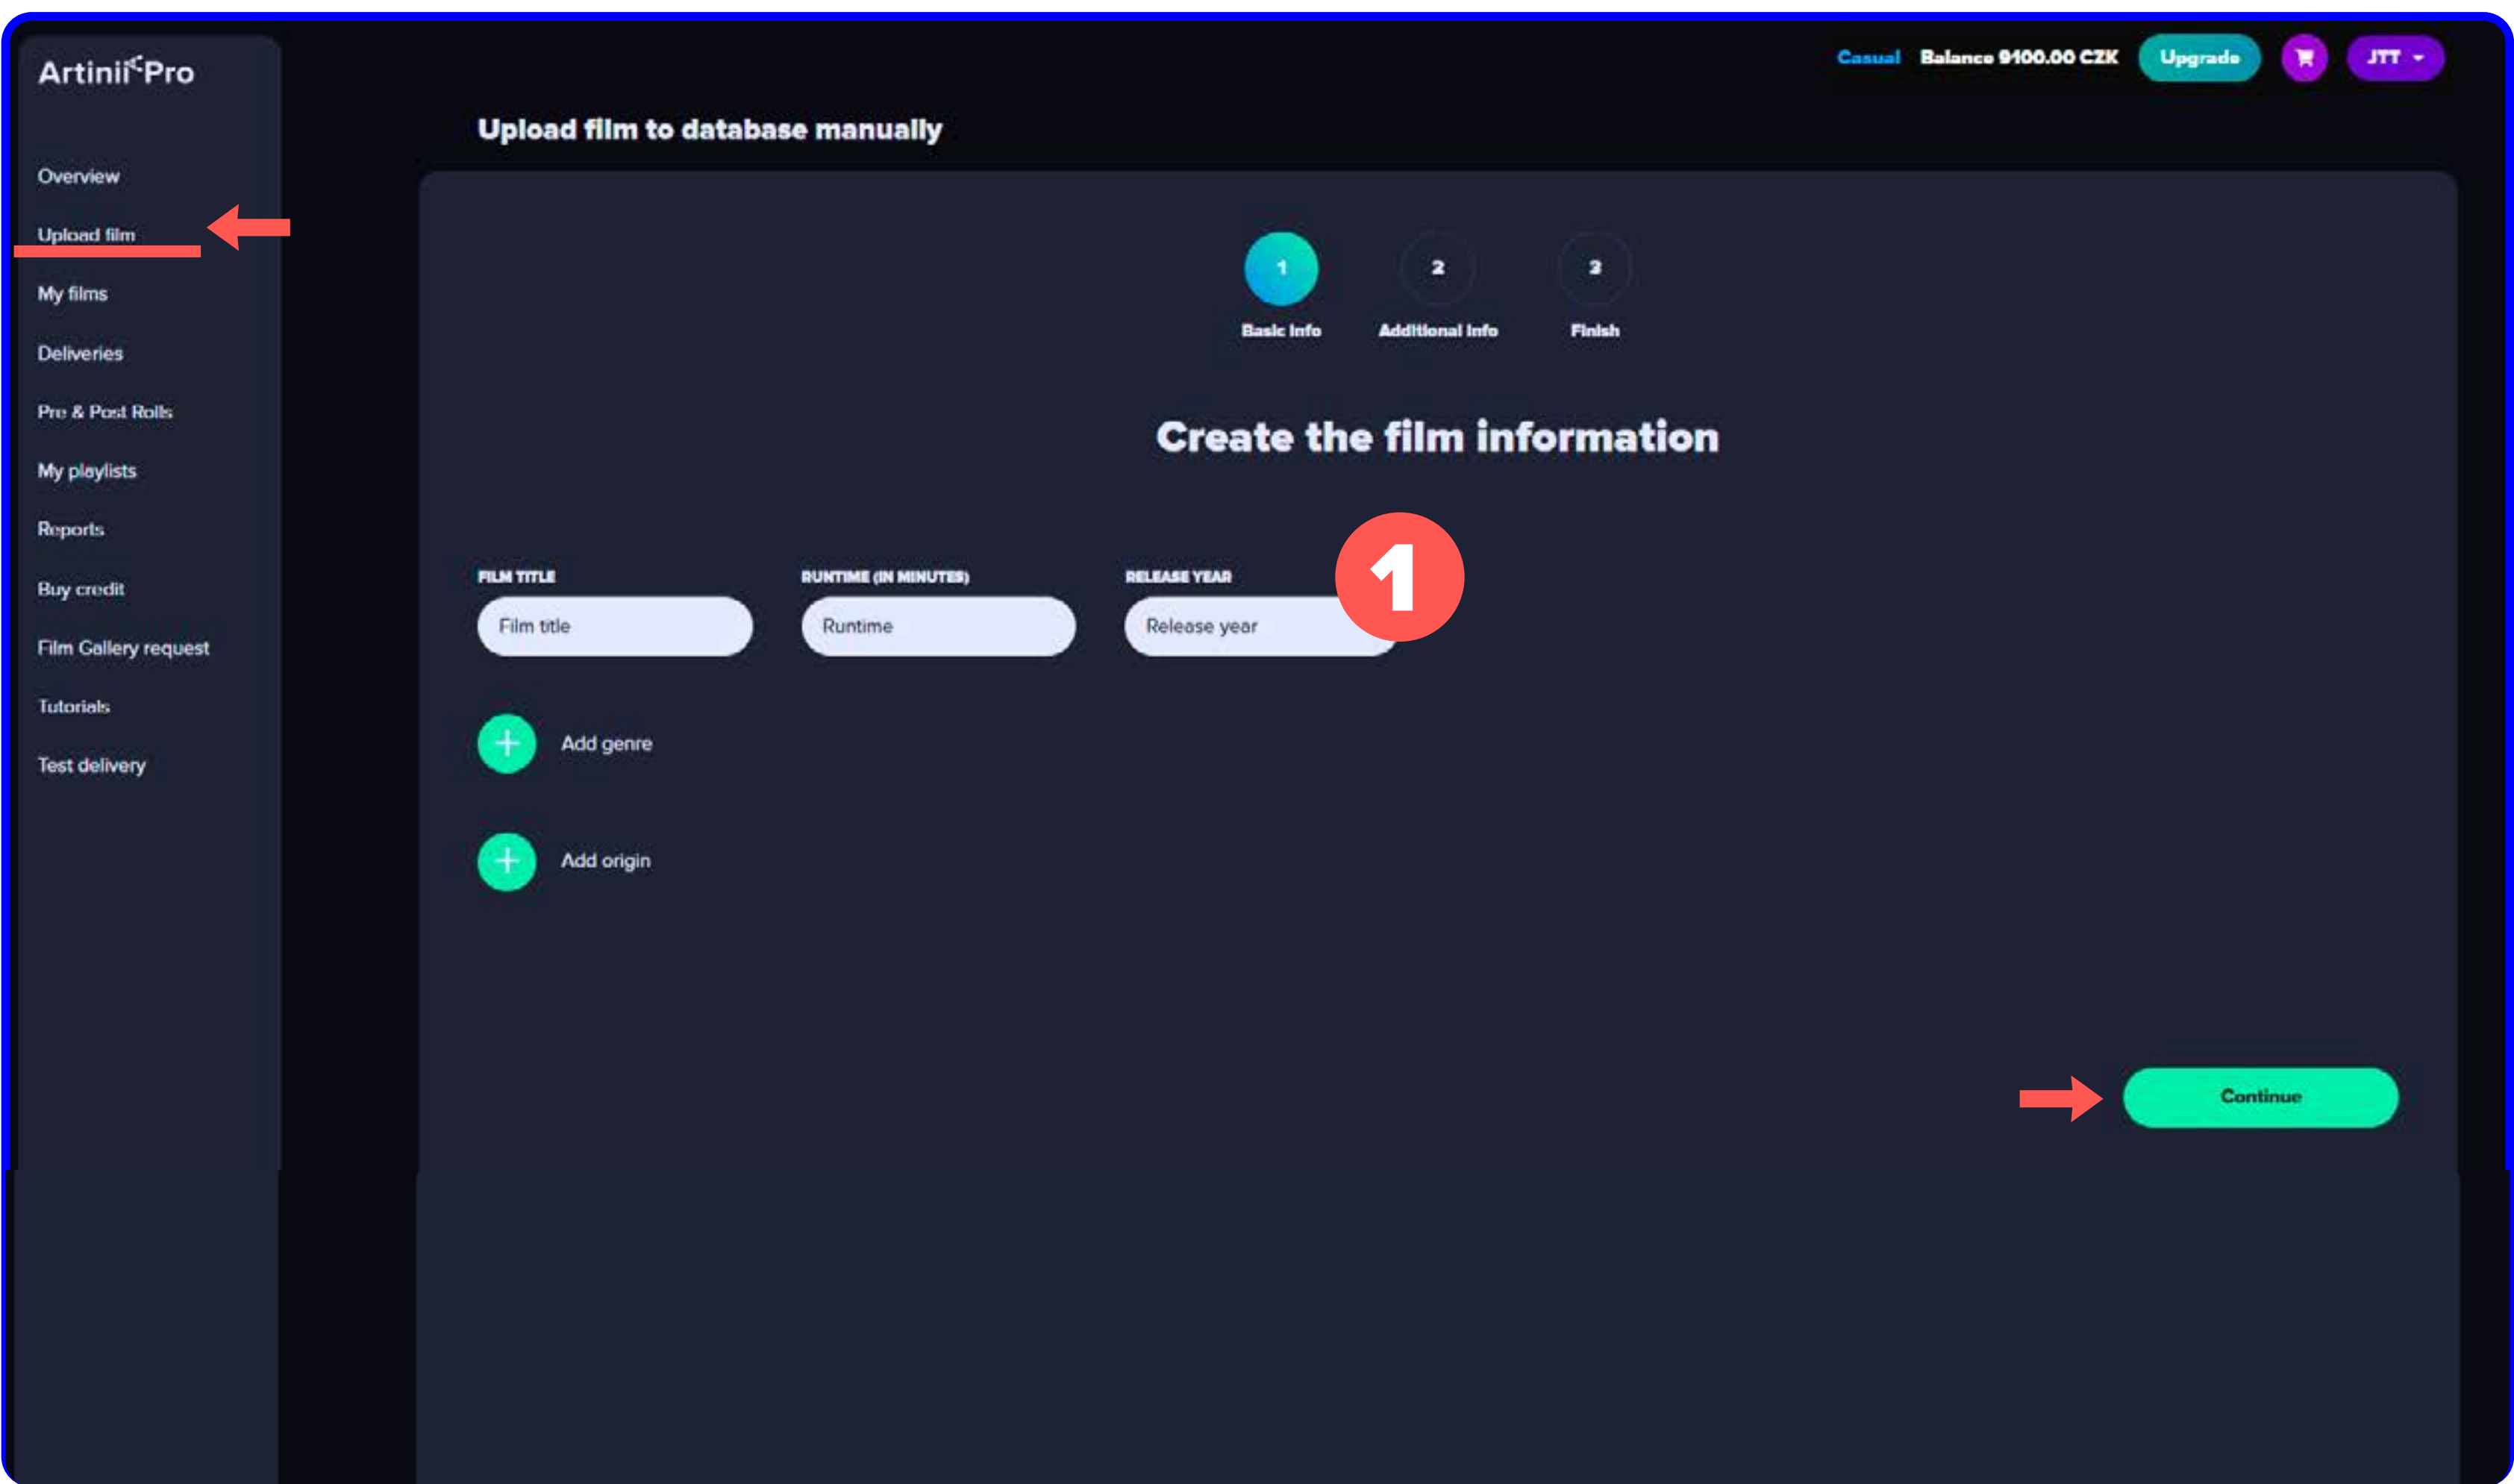 Artinii Pro
Casual Balance 9100.00 CZK Upgrade JTT
Upload film to database manually
Overview
Upload film
My films
Deliveries
Pre & Post Rolls
My playlists
Reports
Buy credit
Film Gallery request
Tutorials
Test delivery
1 2 3
Basic info Additional info Finish
Create the film information
1
FILM TITLE RUNTIME (IN MINUTES) RELEASE YEAR
Film title Runtime Release year
Add genre
Add origin
Continue